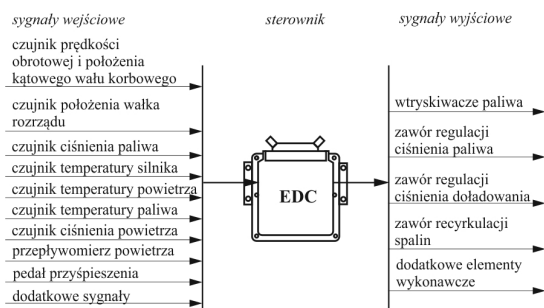 sygnały wejściowe
sterownik
sygnały wyjściowe
czujnik prędkości
obrotowej i położenia
kątowego wału korbowego
czujnik położenia wałka
rozrządu
czujnik ciśnienia paliwa
czujnik temperatury silnika
czujnik temperatury powietrza
czujnik temperatury paliwa
czujnik ciśnienia powietrza
przepływomierz powietrza
pedał przyśpieszenia
dodatkowe sygnały
EDC
wtryskiwacze paliwa
zawór regulacji
ciśnienia paliwa
zawór regulacji
ciśnienia doładowania
zawór recyrkulacji
spalin
dodatkowe elementy
wykonawcze